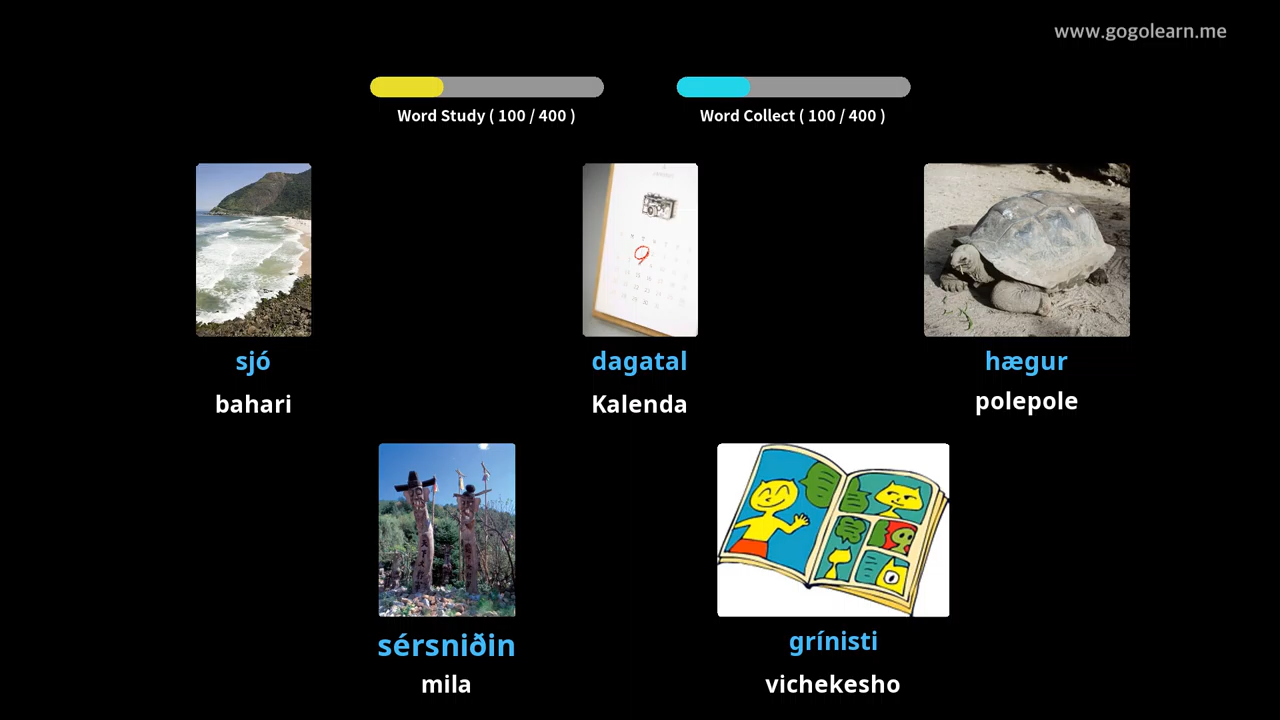 www.gogolearn.me
Word Study ( 100 / 400 )
Word Collect ( 100 / 400 )
sjó
dagatal
hægur
bahari
Kalenda
polepole
sérsniðin
grínisti
mila
vichekesho